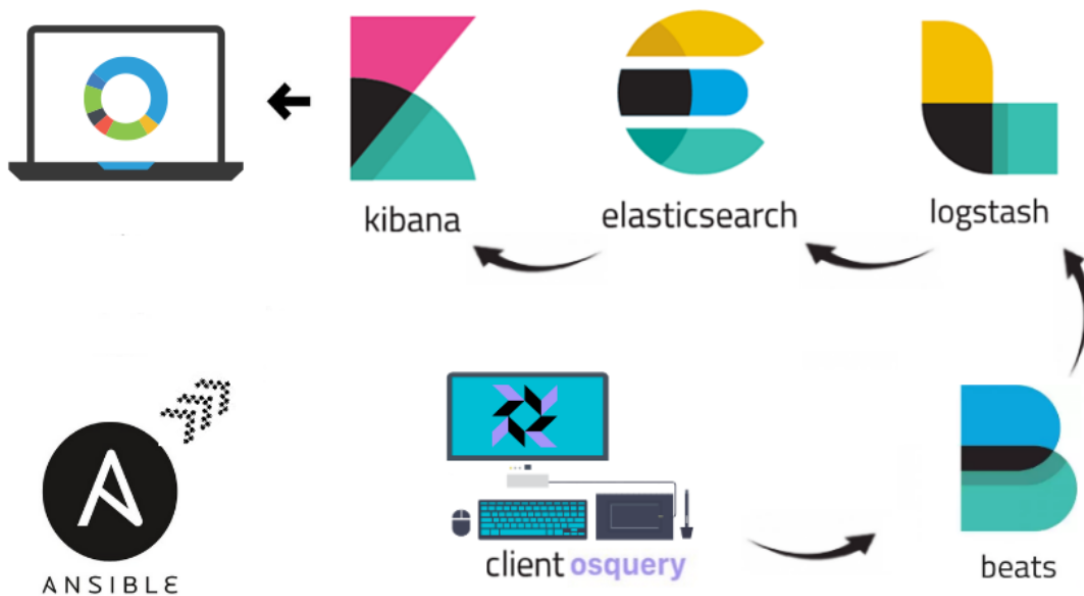 kibana
elasticsearch
logstash
ANSIBLE
client osquery
beats